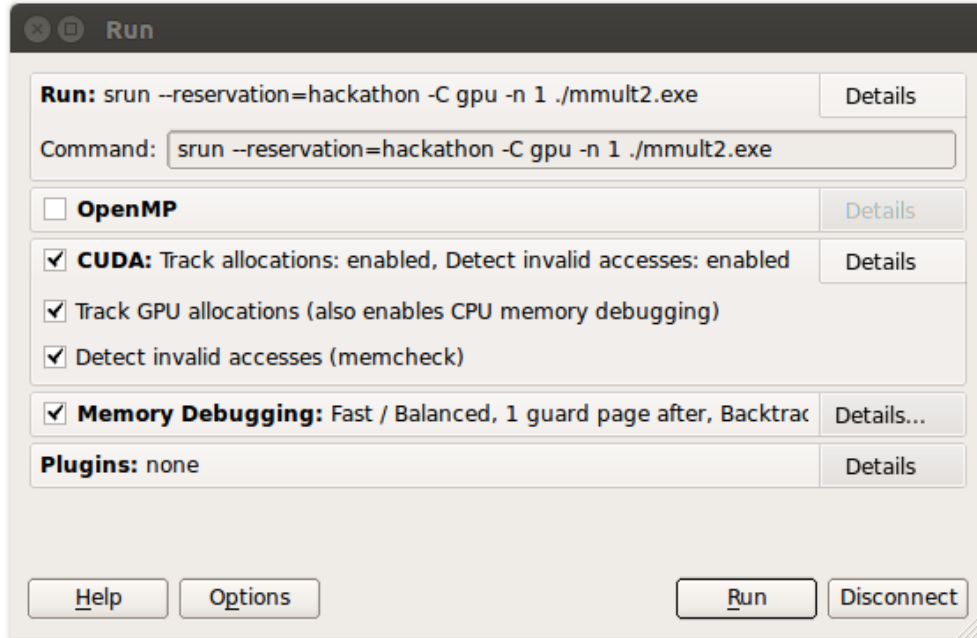 Run
Run: srun --reservation=hackathon -C gpu -n 1 ./mmult2.exe Details
Command: srun --reservation=hackathon -C gpu -n 1 ./mmult2.exe
OpenMP Details
CUDA: Track allocations: enabled, Detect invalid accesses: enabled Details
Track GPU allocations (also enables CPU memory debugging)
Detect invalid accesses (memcheck)
Memory Debugging: Fast / Balanced, 1 guard page after, Backtrac Details...
Plugins: none Details
Help Options Run Disconnect